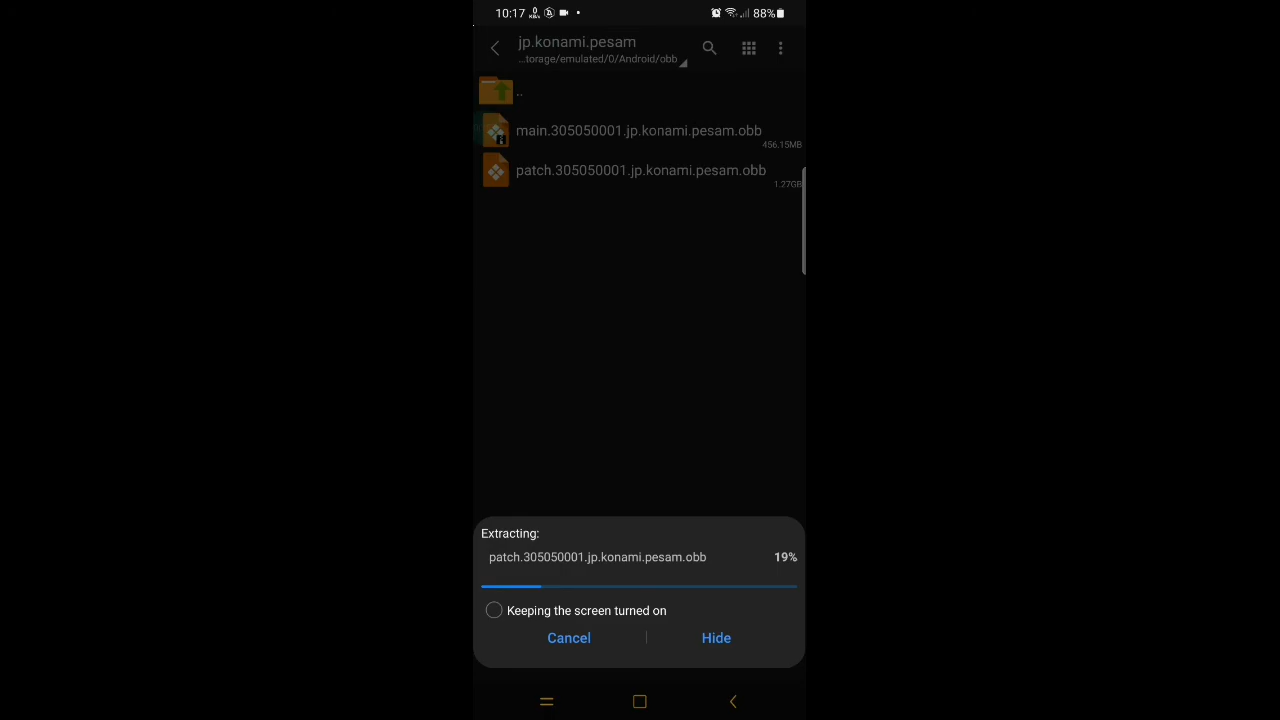 10:17 0 KB/s 88%
jp.konami.pesam
...torage/emulated/0/Android/obb
..
main.305050001.jp.konami.pesam.obb
456.15MB
patch.305050001.jp.konami.pesam.obb
1.27GB
Extracting:
patch.305050001.jp.konami.pesam.obb 19%
Keeping the screen turned on
Cancel | Hide